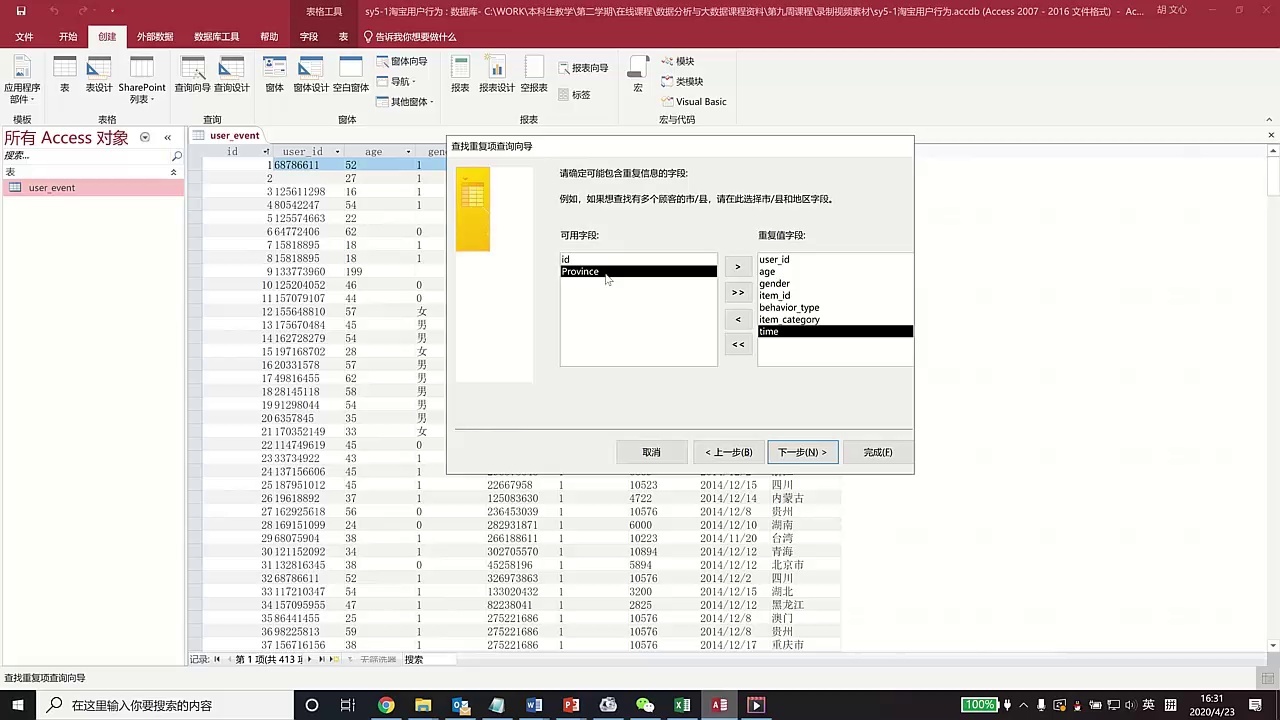 表格工具
sy5-1淘宝用户行为 : 数据库- C:\WORK\本科生教学\第二学期\在线课程\数据分析与大数据课程资料\第九周课程\录制视频素材\sy5-1淘宝用户行为.accdb (Access 2007 - 2016 文件格式) - Ac...
胡 文心
文件 开始 创建 外部数据 数据库工具 帮助 字段 表 告诉我你想要做什么
应用程序部件 表 表设计 SharePoint 列表 查询向导 查询设计 窗体 窗体设计 空白窗体 窗体向导 导航 其他窗体 报表 报表设计 空报表 报表向导 标签 宏 模块 类模块 Visual Basic
模板 表格 查询 窗体 报表 宏与代码
所有 Access 对象
搜索...
表
user_event
user_event
id user_id age gen
1 68786611 52 1
2 27 1
3 125611298 16 1
4 80542247 54 1
5 125574663 22
6 64772406 62 0
7 15818895 18 1
8 15818895 18 1
9 133773960 199
10 125204052 46 0
11 157079107 44 0
12 155648810 57 女
13 175670484 45 男
14 162728279 54 男
15 197168702 28 女
16 20331578 57 男
17 49816455 62 男
18 28145118 58 男
19 91298044 54 男
20 6357845 35 男
21 170352149 33 女
22 114749619 45 0
23 33734922 43 1
24 137156606 45 1
25 187951012 45 1 22667958 1 10523 2014/12/15 四川
26 19618892 37 1 125083630 1 4722 2014/12/14 内蒙古
27 162925618 56 0 236453039 1 10576 2014/12/8 贵州
28 169151099 24 0 282931871 1 6000 2014/12/10 湖南
29 68075904 38 1 266188611 1 10223 2014/11/20 台湾
30 121152092 34 1 302705570 1 10894 2014/12/12 青海
31 132816345 38 0 45258196 1 5894 2014/12/12 北京市
32 68786611 52 1 326973863 1 10576 2014/12/2 四川
33 117210347 54 1 133020432 1 3200 2014/12/15 湖北
34 157095955 47 1 82238041 1 2825 2014/12/12 黑龙江
35 86441455 25 1 275221686 1 10576 2014/12/8 澳门
36 98225813 59 1 275221686 1 10576 2014/12/8 贵州
37 156716156 38 1 275221686 1 10576 2014/12/17 重庆市
记录: 第 1 项(共 413 项 无筛选器 搜索
查找重复项查询向导
请确定可能包含重复信息的字段:
例如，如果想查找有多个顾客的市/县，请在此选择市/县和地区字段。
可用字段: 重复值字段:
id
Province
>
>>
<
<<
user_id
age
gender
item_id
behavior_type
item_category
time
取消 < 上一步(B) 下一步(N) > 完成(F)
查找重复项查询向导
在这里输入你要搜索的内容
100%
英
16:31
2020/4/23